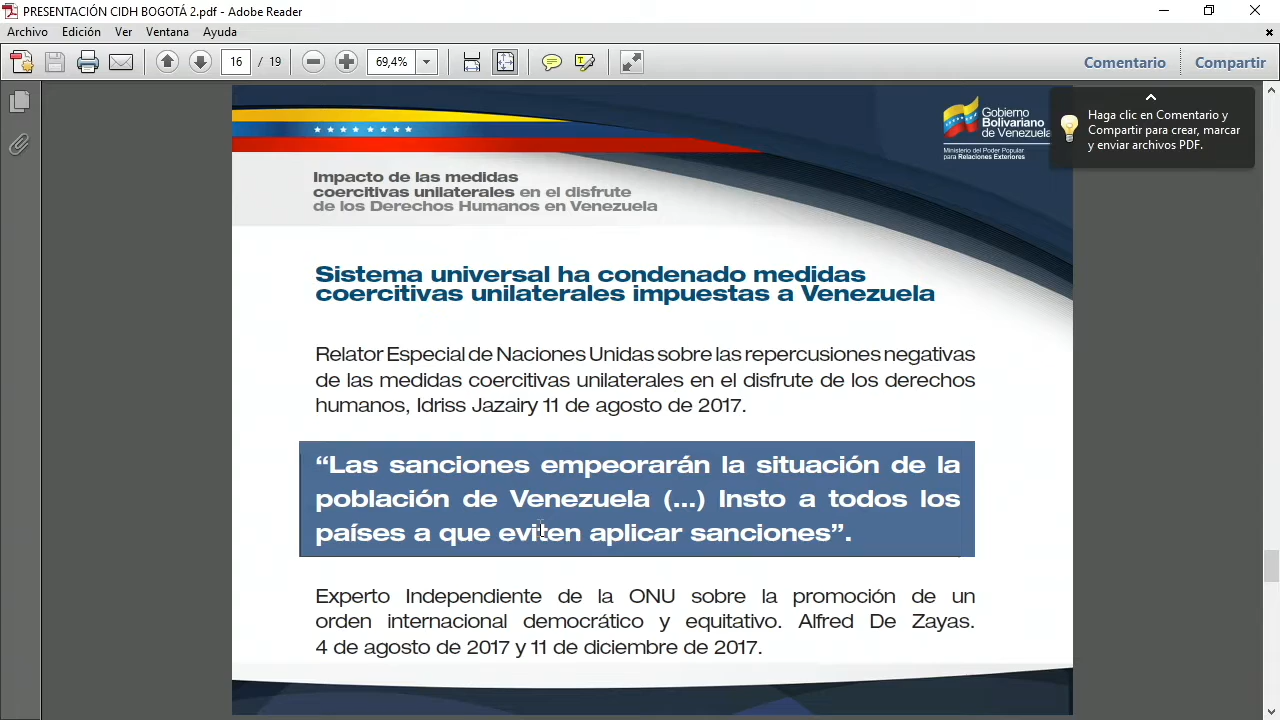 PRESENTACIÓN CIDH BOGOTÁ 2.pdf - Adobe Reader
Archivo Edición Ver Ventana Ayuda
16 / 19 69,4% Comentario Compartir
Haga clic en Comentario y
Compartir para crear, marcar
y enviar archivos PDF.
Gobierno
Bolivariano
de Venezuela
Ministerio del Poder Popular
para Relaciones Exteriores
Impacto de las medidas
coercitivas unilaterales en el disfrute
de los Derechos Humanos en Venezuela
Sistema universal ha condenado medidas
coercitivas unilaterales impuestas a Venezuela
Relator Especial de Naciones Unidas sobre las repercusiones negativas
de las medidas coercitivas unilaterales en el disfrute de los derechos
humanos, Idriss Jazairy 11 de agosto de 2017.
“Las sanciones empeorarán la situación de la
población de Venezuela (...) Insto a todos los
países a que eviten aplicar sanciones”.
Experto Independiente de la ONU sobre la promoción de un
orden internacional democrático y equitativo. Alfred De Zayas.
4 de agosto de 2017 y 11 de diciembre de 2017.